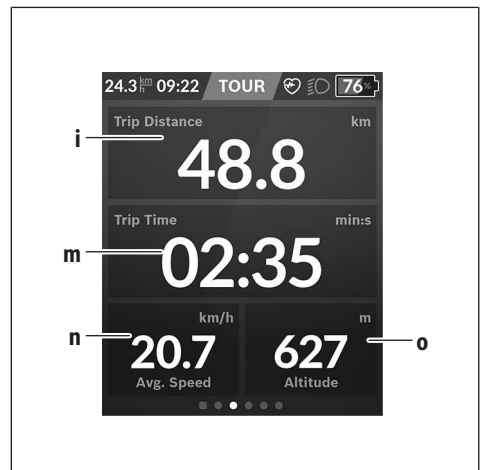 24.3 km/h 09:22 TOUR 76%
Trip Distance km
i
48.8
Trip Time min:s
m
02:35
km/h m
n
20.7 627
o
Avg. Speed Altitude